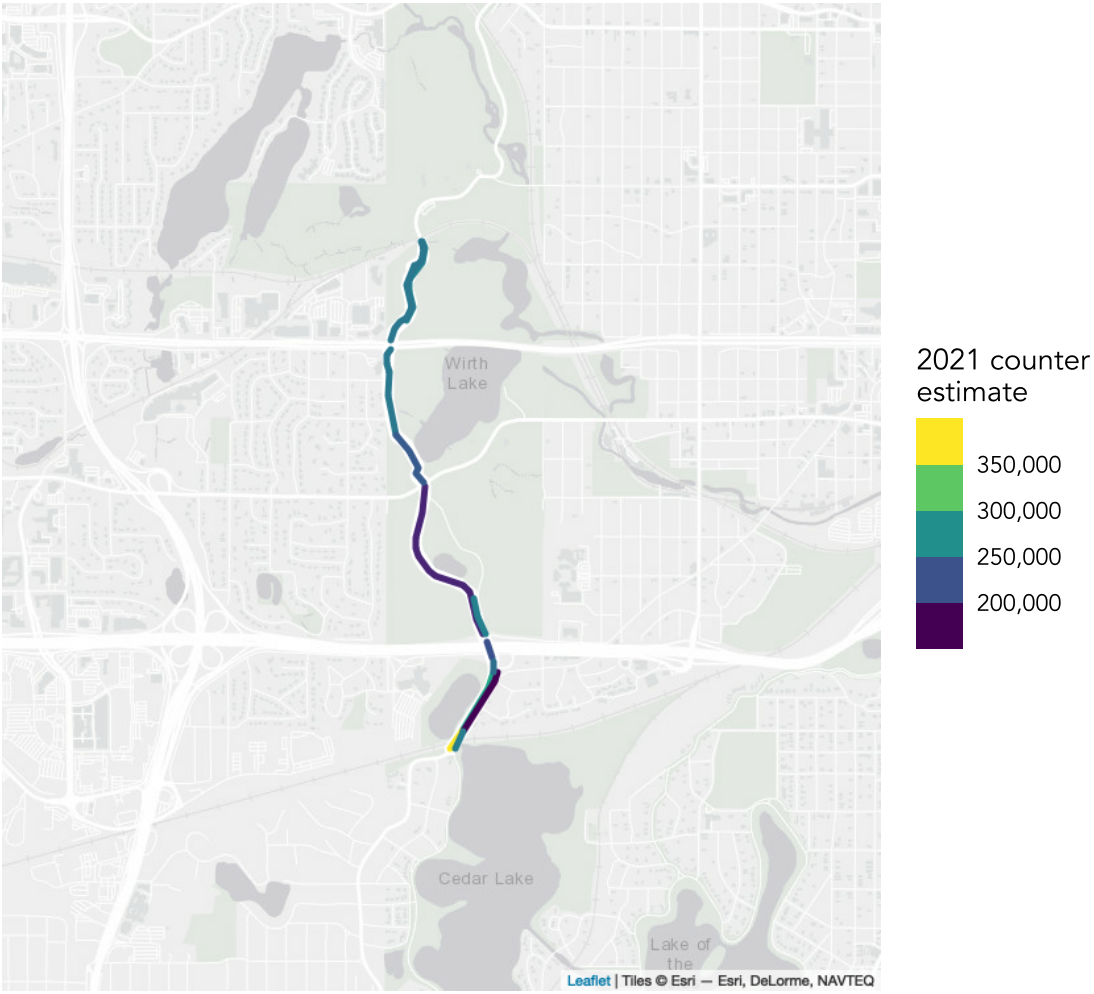 Wirth
Lake
2021 counter
estimate
350,000
300,000
250,000
200,000
Cedar Lake
Lake of
the
Leaflet | Tiles © Esri — Esri, DeLorme, NAVTEQ